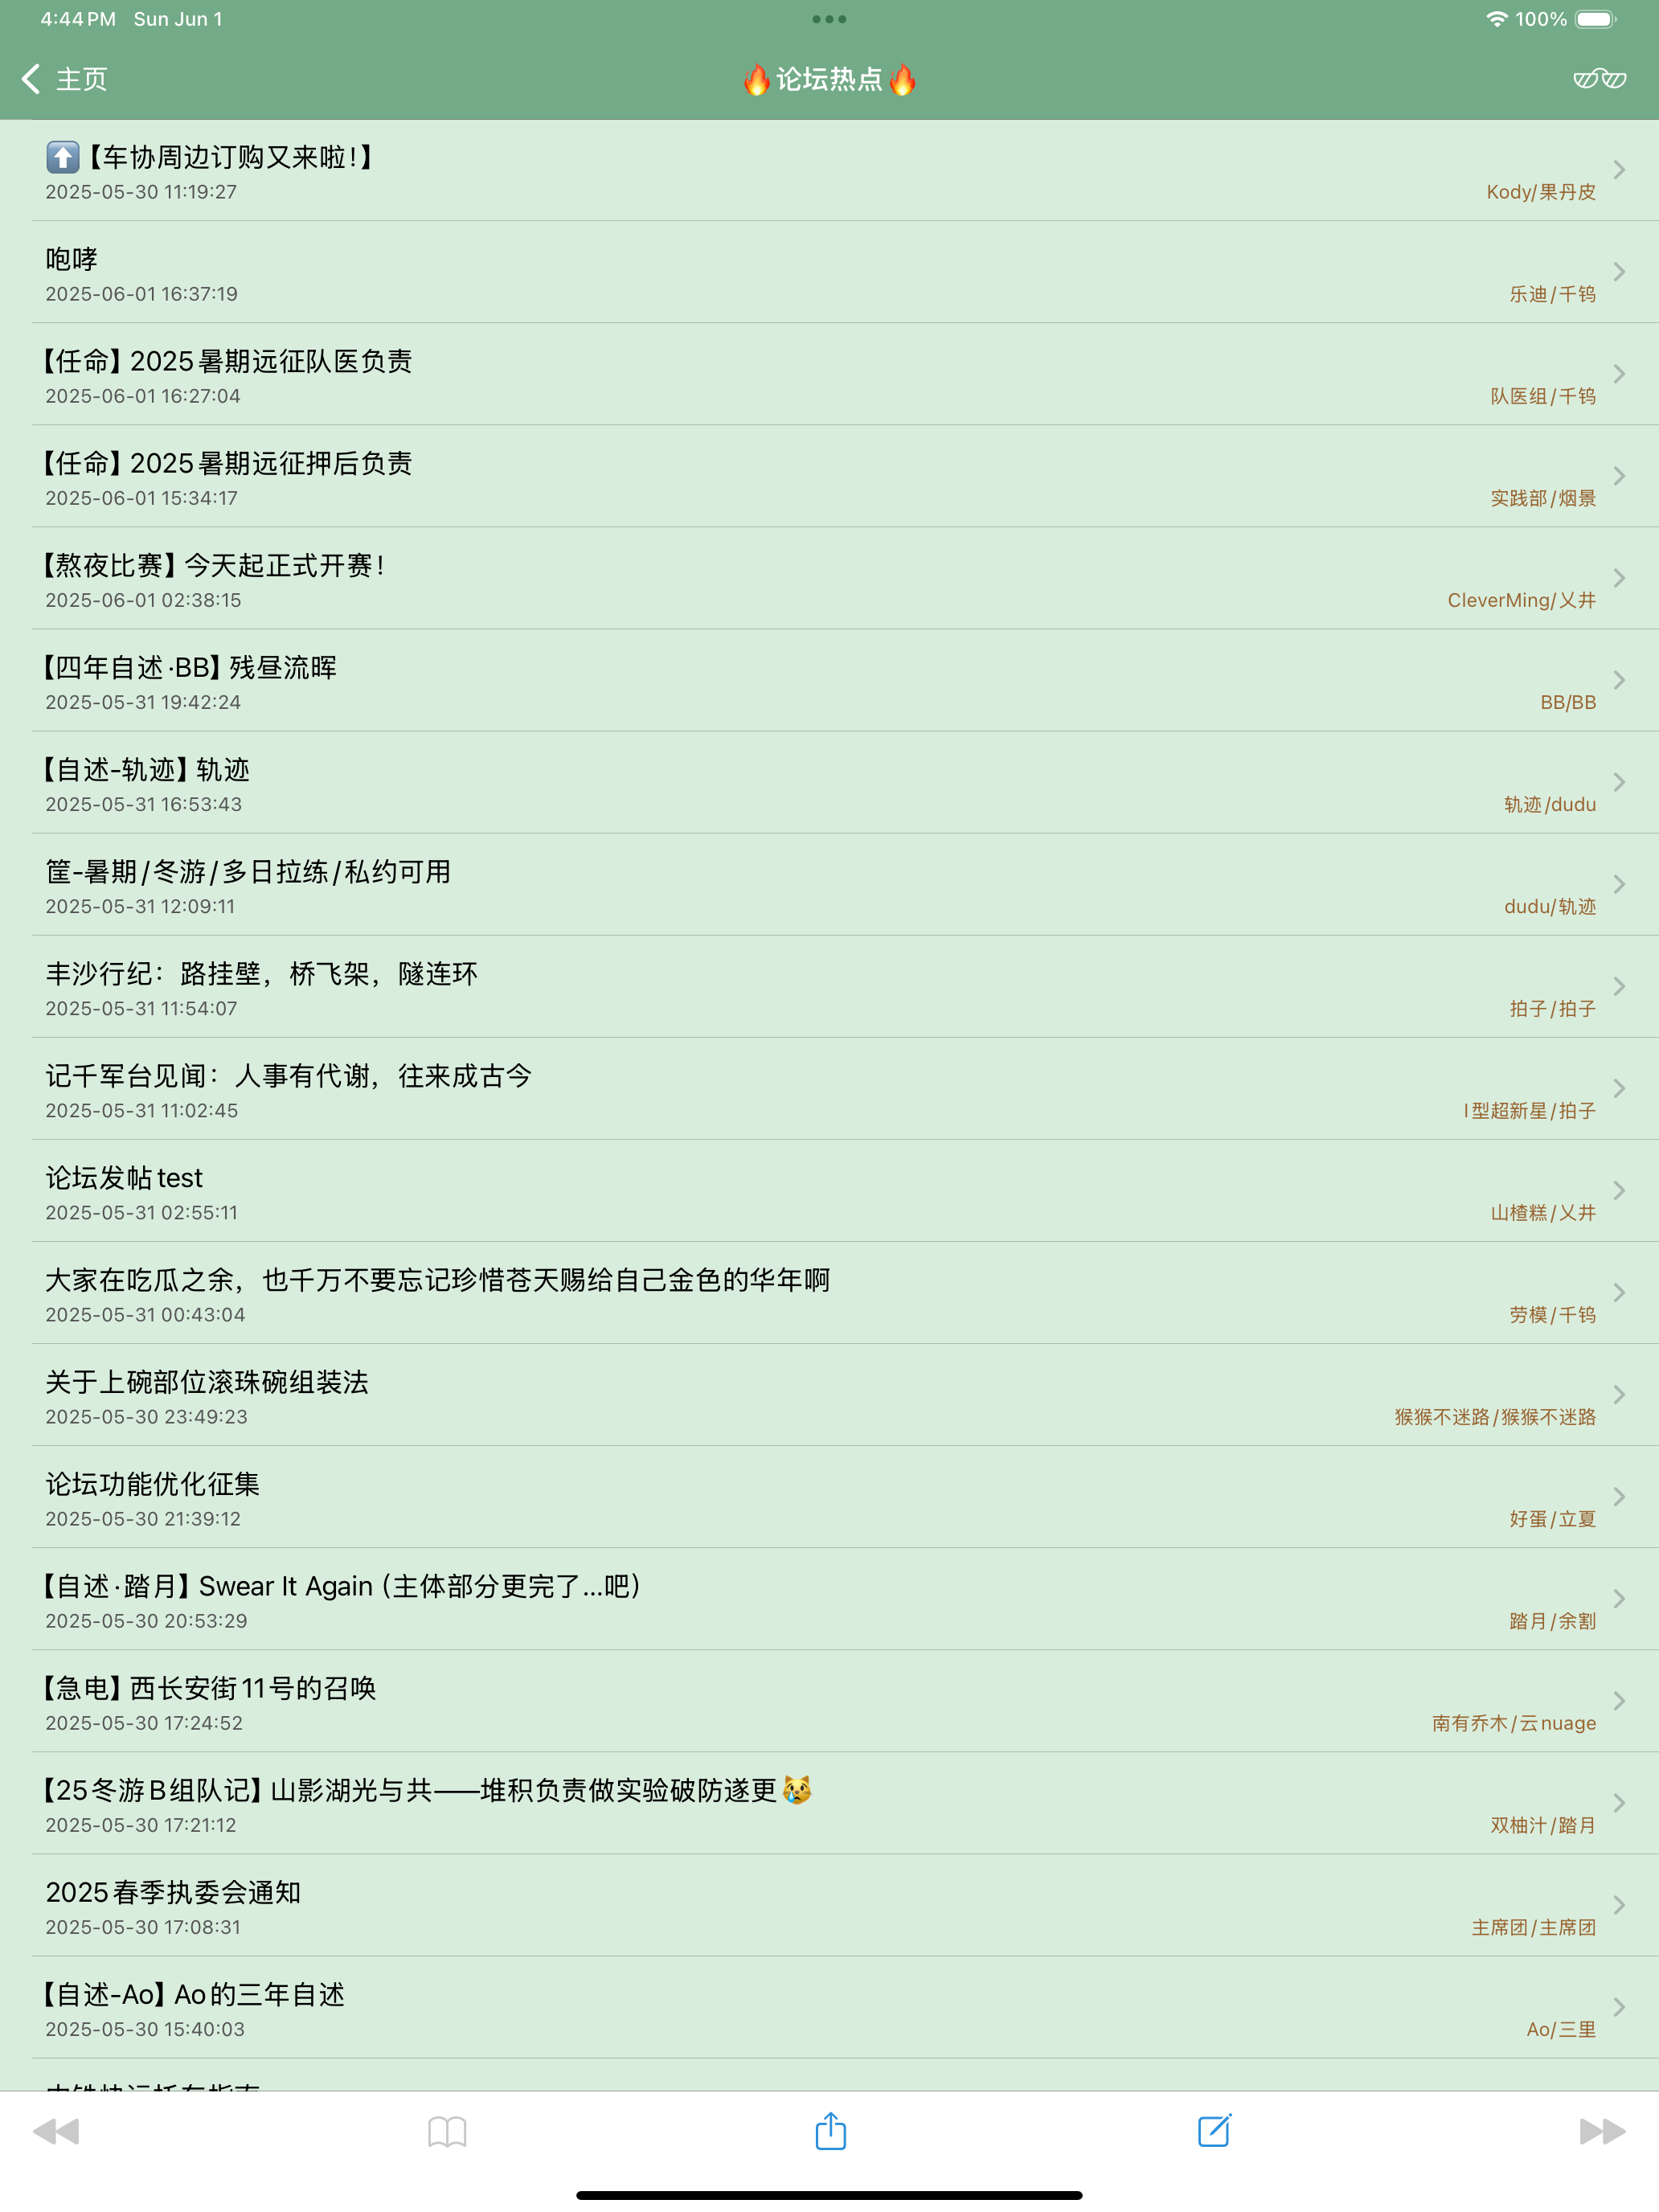 4:44 PM Sun Jun 1
100%
主页
🔥论坛热点🔥
⬆️【车协周边订购又来啦!】
2025-05-30 11:19:27
Kody/果丹皮
咆哮
2025-06-01 16:37:19
乐迪/千钨
【任命】2025暑期远征队医负责
2025-06-01 16:27:04
队医组/千钨
【任命】2025暑期远征押后负责
2025-06-01 15:34:17
实践部/烟景
【熬夜比赛】今天起正式开赛!
2025-06-01 02:38:15
CleverMing/乂井
【四年自述·BB】残昼流晖
2025-05-31 19:42:24
BB/BB
【自述-轨迹】轨迹
2025-05-31 16:53:43
轨迹/dudu
筐-暑期/冬游/多日拉练/私约可用
2025-05-31 12:09:11
dudu/轨迹
丰沙行纪：路挂壁，桥飞架，隧连环
2025-05-31 11:54:07
拍子/拍子
记千军台见闻：人事有代谢，往来成古今
2025-05-31 11:02:45
I型超新星/拍子
论坛发帖test
2025-05-31 02:55:11
山楂糕/乂井
大家在吃瓜之余，也千万不要忘记珍惜苍天赐给自己金色的华年啊
2025-05-31 00:43:04
劳模/千钨
关于上碗部位滚珠碗组装法
2025-05-30 23:49:23
猴猴不迷路/猴猴不迷路
论坛功能优化征集
2025-05-30 21:39:12
好蛋/立夏
【自述·踏月】Swear It Again（主体部分更完了...吧）
2025-05-30 20:53:29
踏月/余割
【急电】西长安街11号的召唤
2025-05-30 17:24:52
南有乔木/云nuage
【25冬游B组队记】山影湖光与共——堆积负责做实验破防遂更😿
2025-05-30 17:21:12
双柚汁/踏月
2025春季执委会通知
2025-05-30 17:08:31
主席团/主席团
【自述-Ao】Ao的三年自述
2025-05-30 15:40:03
Ao/三里